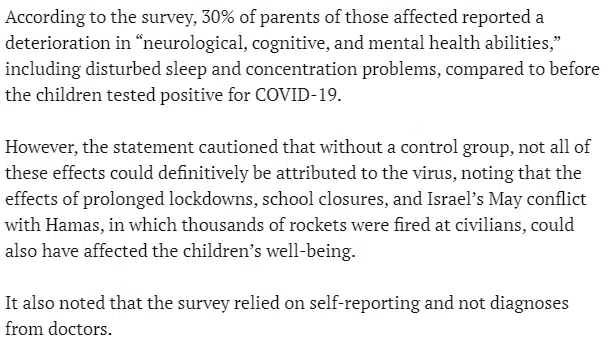 According to the survey, 30% of parents of those affected reported a
deterioration in “neurological, cognitive, and mental health abilities,”
including disturbed sleep and concentration problems, compared to before
the children tested positive for COVID-19.
However, the statement cautioned that without a control group, not all of
these effects could definitively be attributed to the virus, noting that the
effects of prolonged lockdowns, school closures, and Israel’s May conflict
with Hamas, in which thousands of rockets were fired at civilians, could
also have affected the children’s well-being.
It also noted that the survey relied on self-reporting and not diagnoses
from doctors.